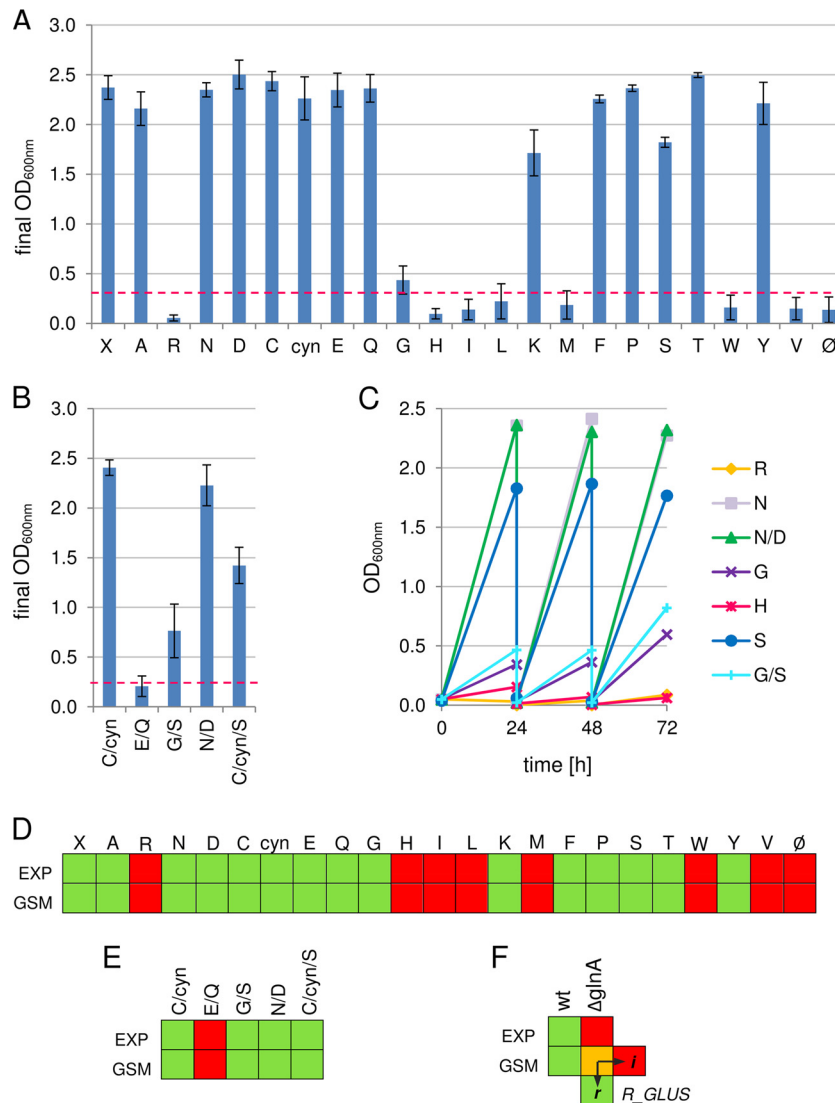 A
final OD600nm
3.0
2.5
2.0
1.5
1.0
0.5
0.0
X A R N D C cyn E Q G H I L K M F P S T W Y V Ø
B
final OD600nm
3.0
2.5
2.0
1.5
1.0
0.5
0.0
C/cyn E/Q G/S N/D C/cyn/S
C
OD600nm
2.5
2.0
1.5
1.0
0.5
0.0
0 24 48 72
time [h]
R
N
N/D
G
H
S
G/S
D
X A R N D C cyn E Q G H I L K M F P S T W Y V Ø
EXP
GSM
E
C/cyn E/Q G/S N/D C/cyn/S
EXP
GSM
F
wt ΔglnA
EXP
GSM i
r R_GLUS